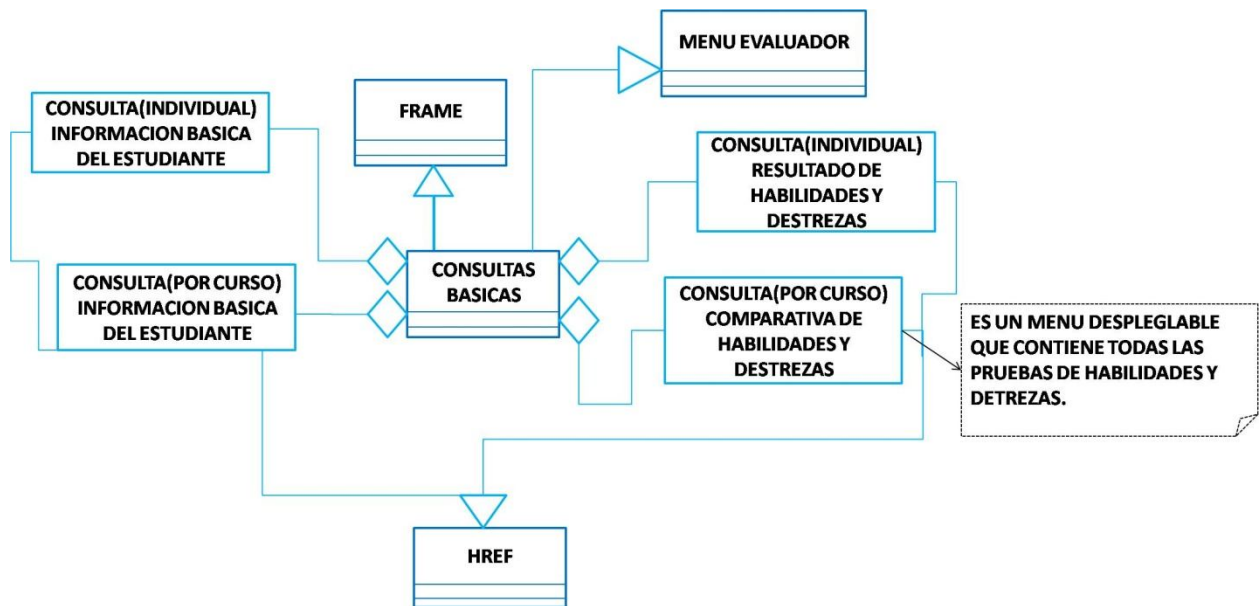 MENU EVALUADOR
FRAME
CONSULTA(INDIVIDUAL)
INFORMACION BASICA
DEL ESTUDIANTE
CONSULTA(INDIVIDUAL)
RESULTADO DE
HABILIDADES Y
DESTREZAS
CONSULTAS
BASICAS
CONSULTA(POR CURSO)
INFORMACION BASICA
DEL ESTUDIANTE
CONSULTA(POR CURSO)
COMPARATIVA DE
HABILIDADES Y
DESTREZAS
ES UN MENU DESPLEGLABLE
QUE CONTIENE TODAS LAS
PRUEBAS DE HABILIDADES Y
DETREZAS.
HREF